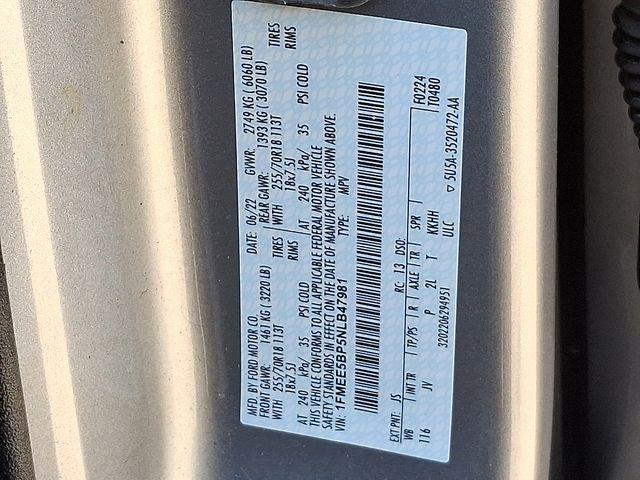 MFD. BY FORD MOTOR CO.
DATE: 06/22 GVWR: 2749 KG ( 6060 LB)
FRONT GAWR: 1461 KG ( 3220 LB) REAR GAWR: 1393 KG ( 3070 LB)
WITH 255/70R18 113T TIRES WITH 255/70R18 113T TIRES
18x7.5J RIMS 18x7.5J RIMS
AT 240 kPa/ 35 PSI COLD AT 240 kPa/ 35 PSI COLD
THIS VEHICLE CONFORMS TO ALL APPLICABLE FEDERAL MOTOR VEHICLE
SAFETY STANDARDS IN EFFECT ON THE DATE OF MANUFACTURE SHOWN ABOVE.
VIN: 1FMEE5BP5NLB47981 TYPE: MPV
F0224
EXT PNT: JS RC: 13 DSO: T0480
WB INT TR TP/PS R AXLE TR SPR
116 JV P 2L T KKHH
ULC
3202206294951 5U5A-3520472-AA